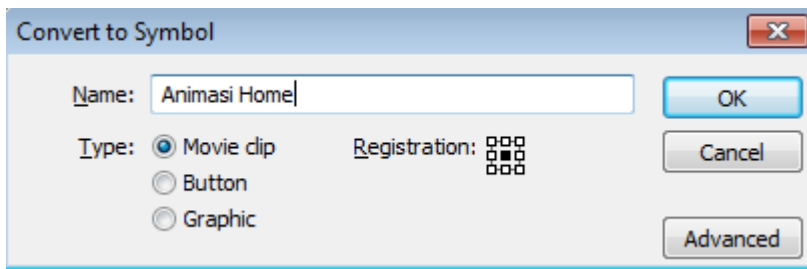 Convert to Symbol
Name: Animasi Home OK
Type: Movie clip Registration: Cancel
Button
Graphic
Advanced